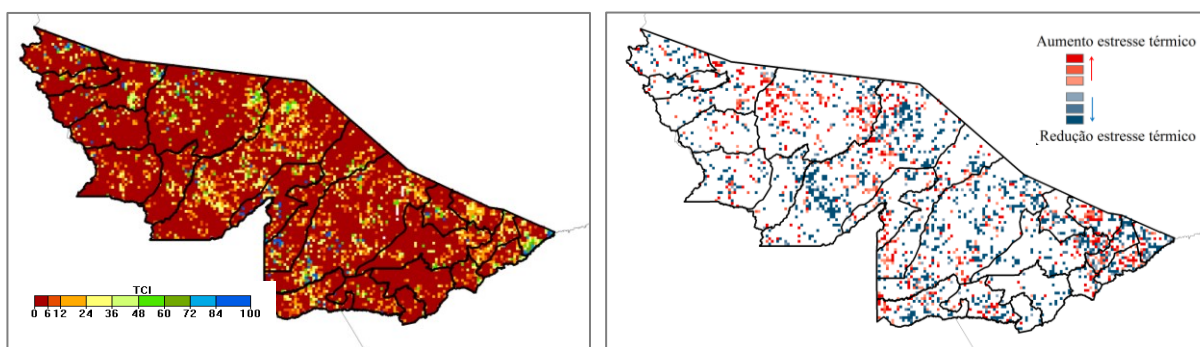 TCI
0 6 12 24 36 48 60 72 84 100
Aumento estresse térmico
Redução estresse térmico